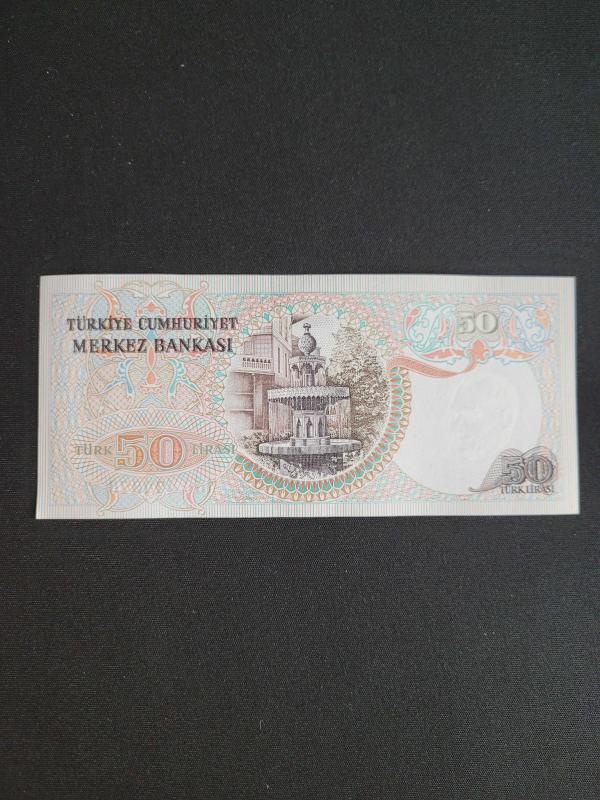 TÜRKİYE CUMHURİYET
MERKEZ BANKASI
50
TÜRK 50 LİRASI
50
TÜRK LİRASI